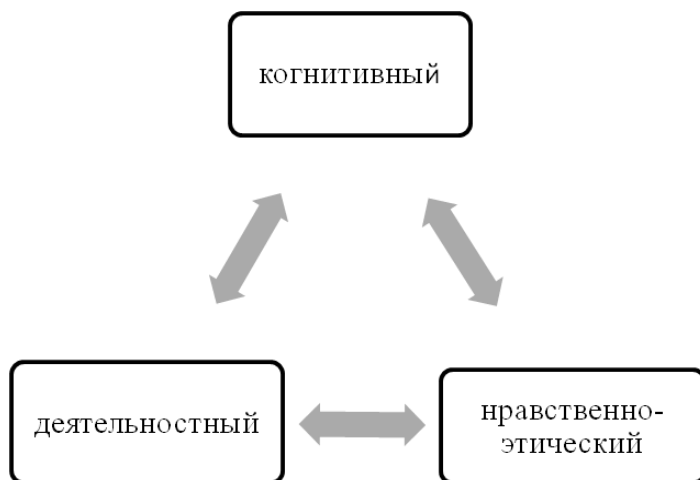 когнитивный
деятельностный
нравственно-
этический